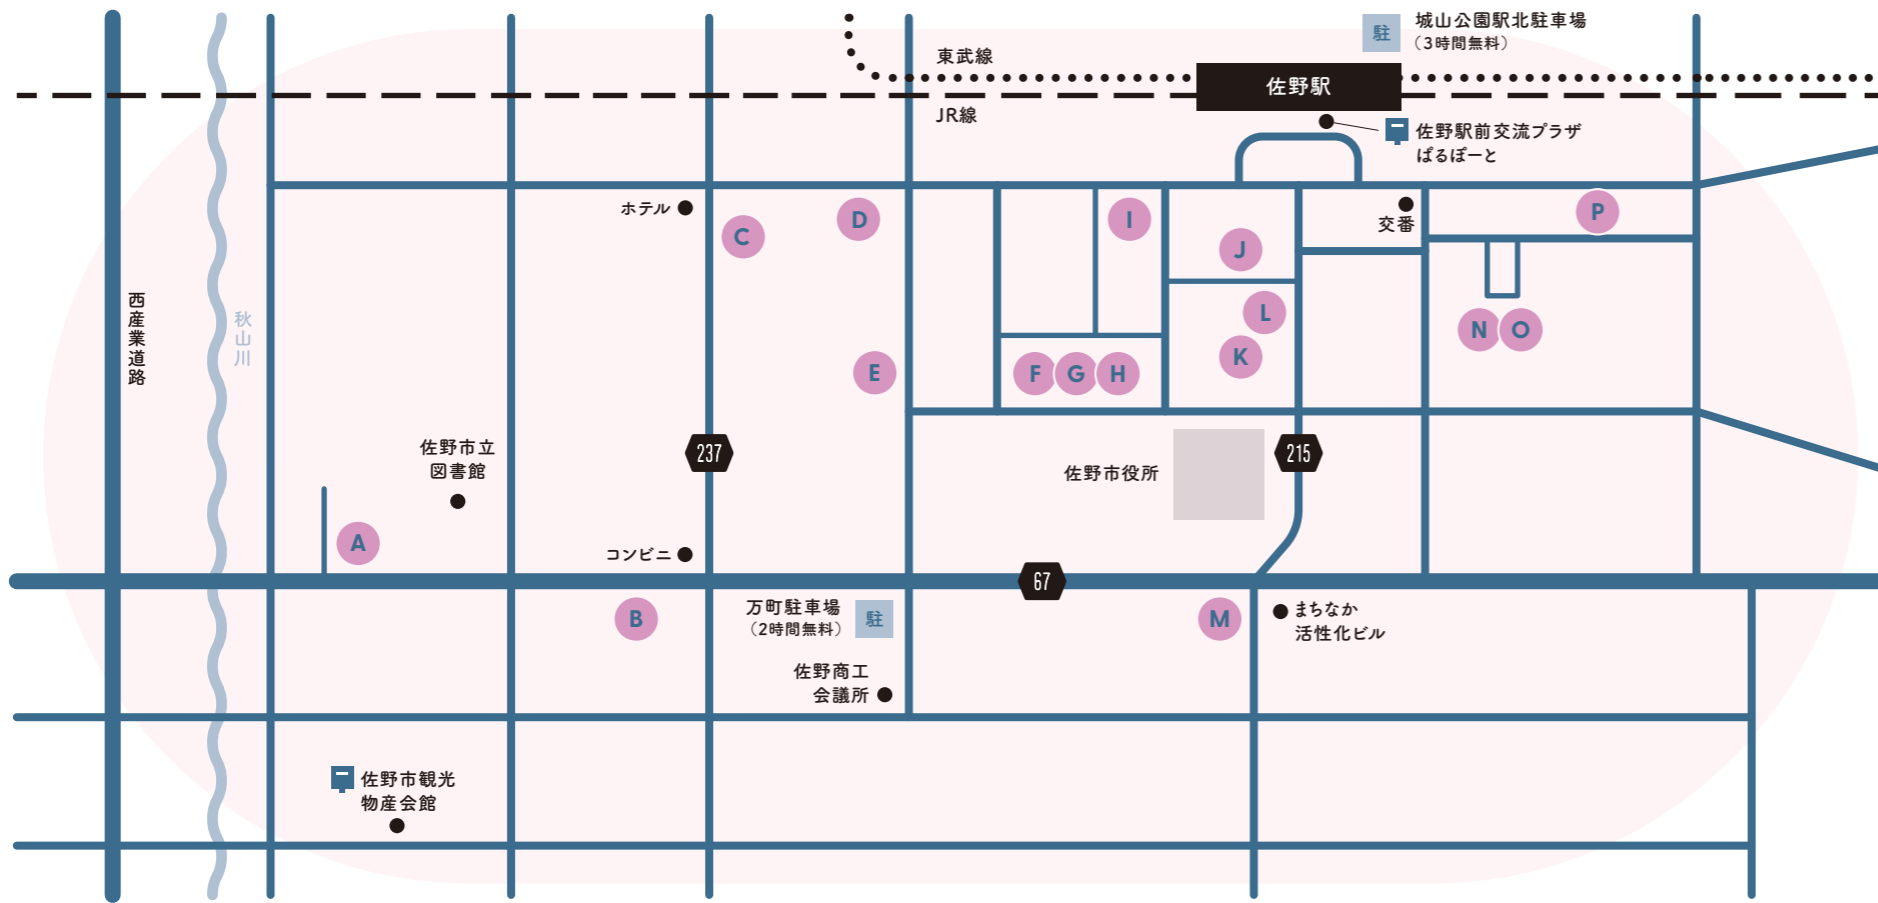 城山公園駅北駐車場
駐
（3時間無料）
東武線
佐野駅
JR線
佐野駅前交流プラザ
ぱるぽーと
ホテル
交番
C
D
I
J
P
西産業道路
秋山川
L
N
O
K
E
F
G
H
佐野市立
図書館
237
215
佐野市役所
A
コンビニ
67
万町駐車場
（2時間無料）
駐
B
M
まちなか
活性化ビル
佐野商工
会議所
佐野市観光
物産会館